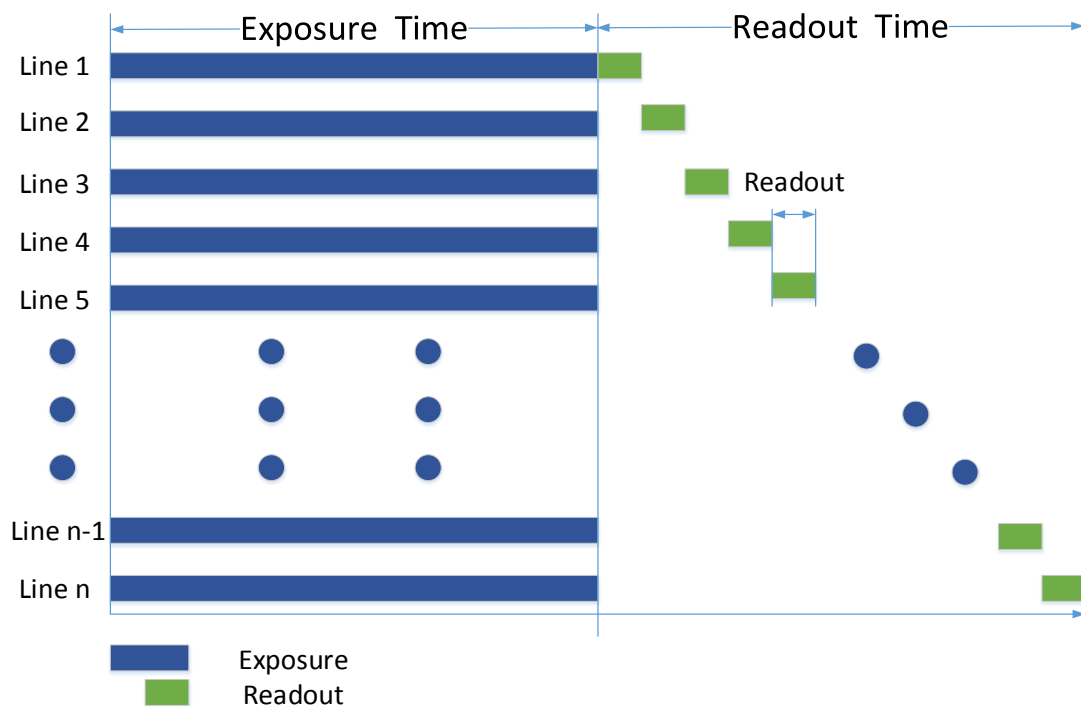 Exposure Time
Readout Time
Line 1
Line 2
Line 3
Readout
Line 4
Line 5
Line n-1
Line n
Exposure
Readout